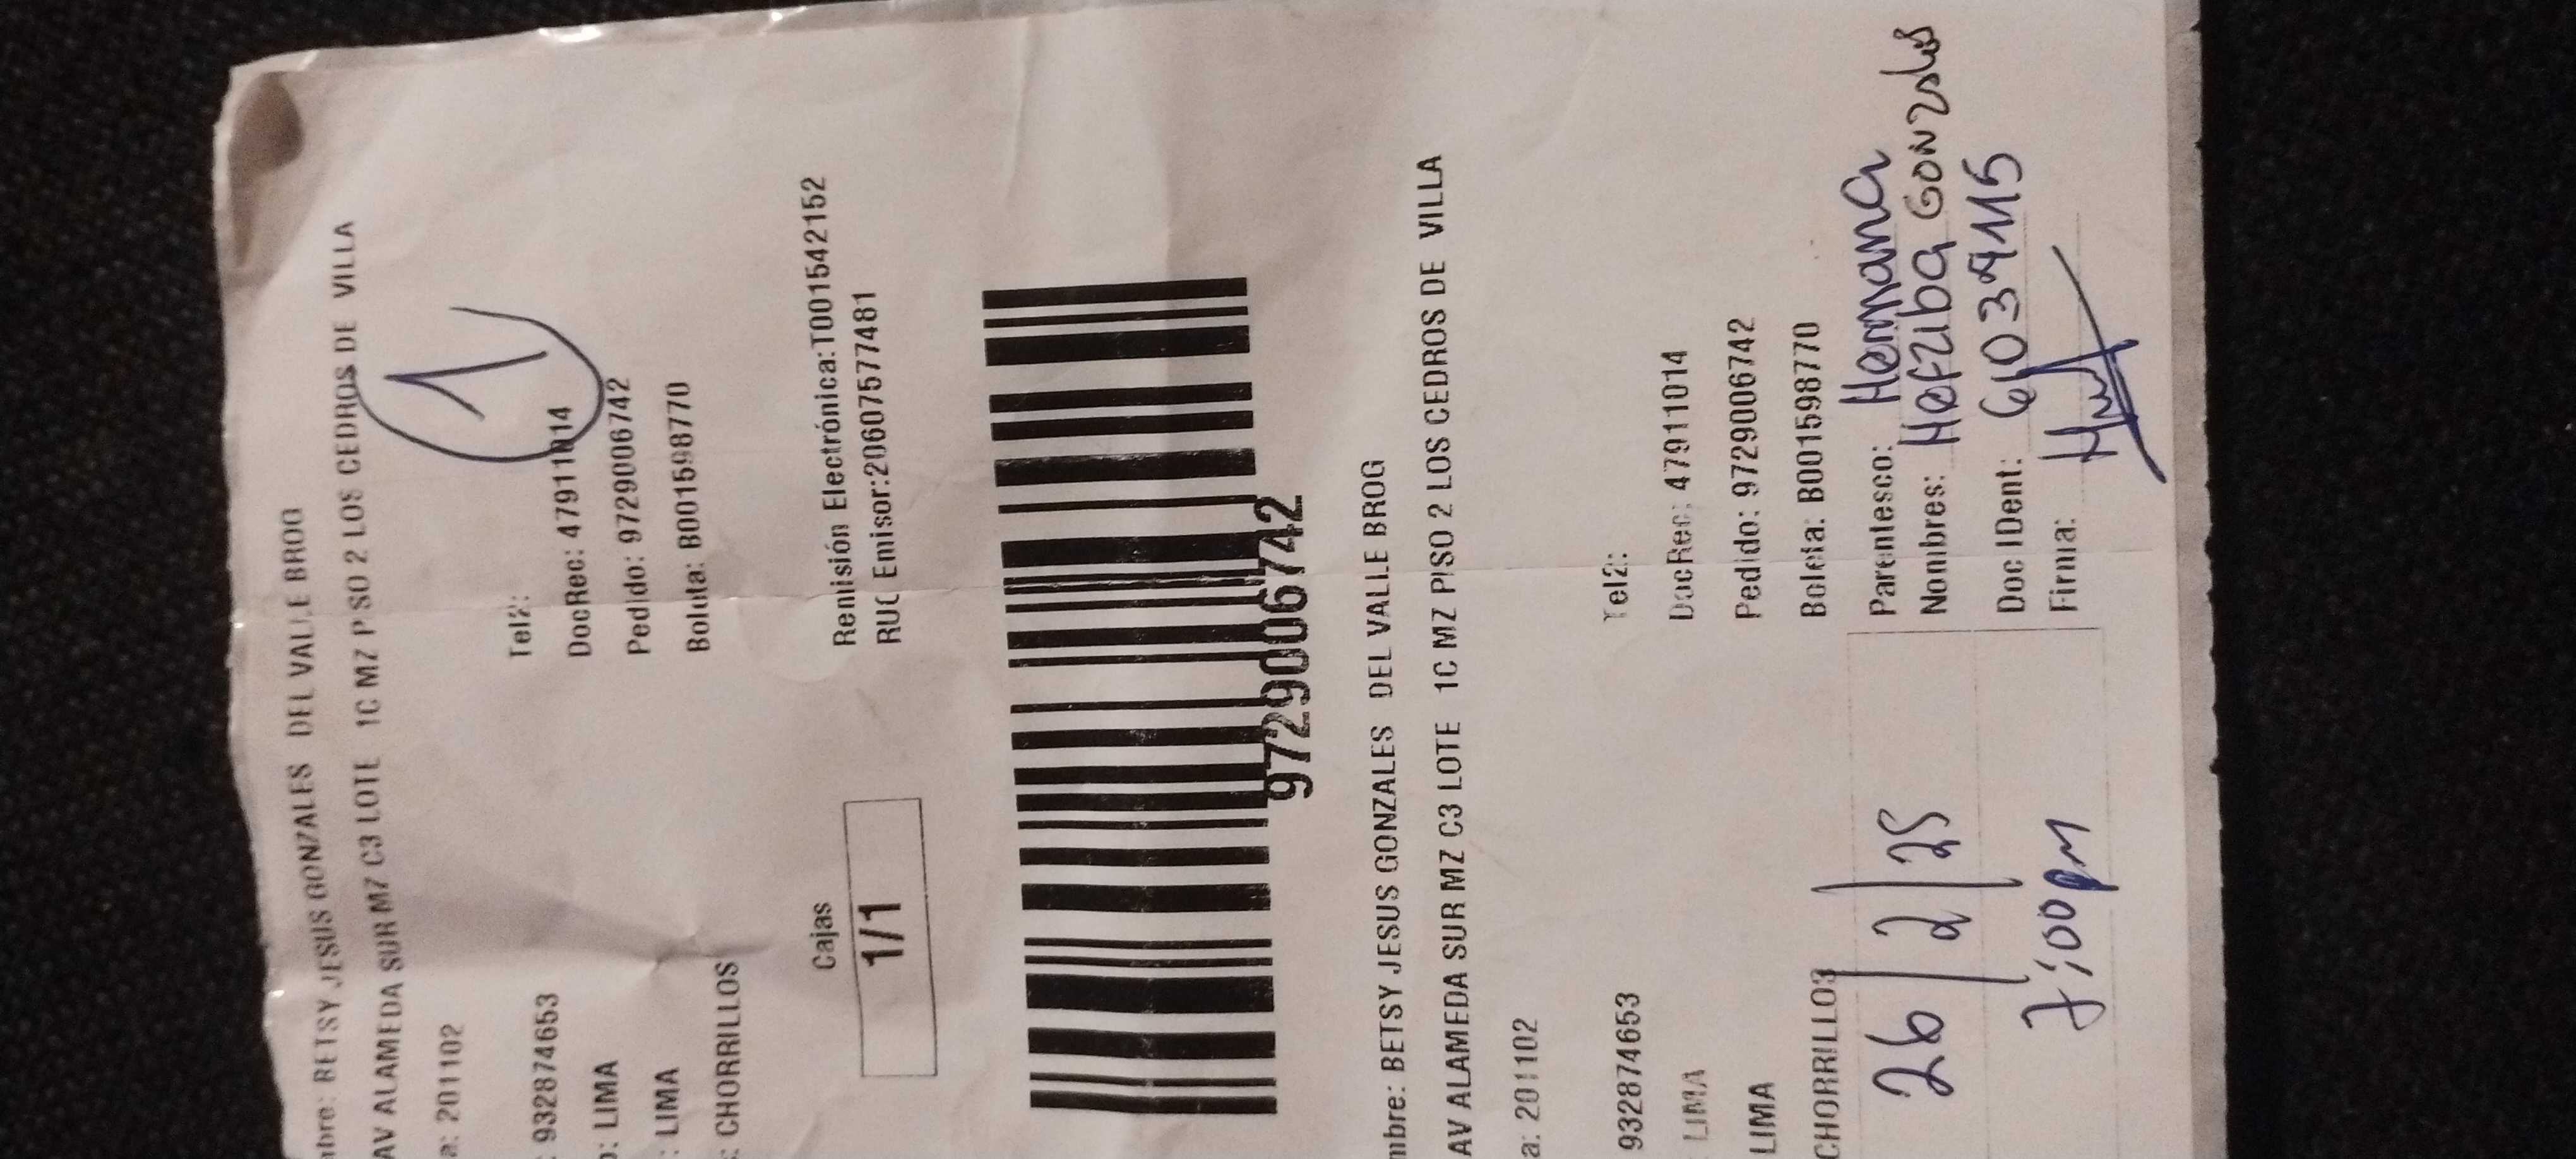 mbre: BETSY JESUS GONZALES DEL VALLE BROG
AV ALAMEDA SUR MZ C3 LOTE 1C MZ PISO 2 LOS CEDROS DE VILLA
a: 201102
1
: 932874653 Tel2:
o: LIMA DocRec: 47911014
: LIMA Pedido: 9729006742
: CHORRILLOS Boleta: B001598770
Cajas Remisión Electrónica:T001542152
1/1 RUC Emisor:20607577481
9729006742
mbre: BETSY JESUS GONZALES DEL VALLE BROG
AV ALAMEDA SUR MZ C3 LOTE 1C MZ PISO 2 LOS CEDROS DE VILLA
a: 201102
932874653 Tel2:
LIMA DocRec: 47911014
LIMA Pedido: 9729006742
CHORRILLOS Boleta: B001598770
Parentesco: Hermana
26/2/25 Nombres: Hefziba Gonzales
Doc IDent:
:00pm Firma: